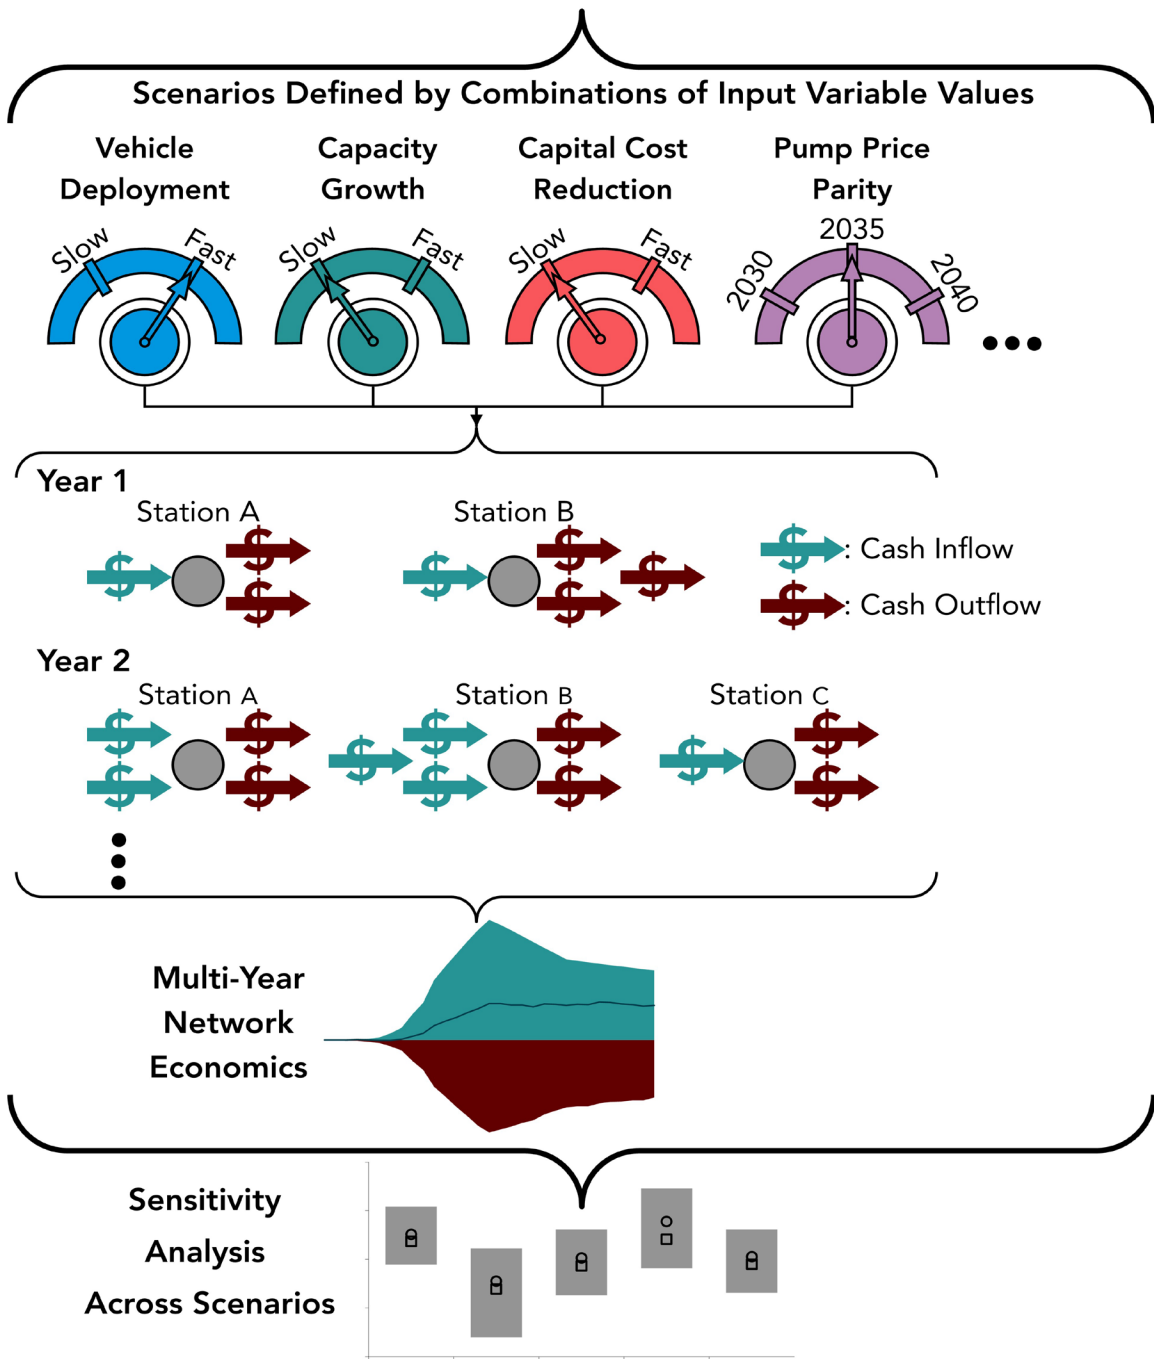 Scenarios Defined by Combinations of Input Variable Values
Vehicle
Deployment
Capacity
Growth
Capital Cost
Reduction
Pump Price
Parity
Slow
Fast
Slow
Fast
Slow
Fast
2030
2035
2040
Year 1
Station A
Station B
$
$
$
$
$
$
$
$ : Cash Inflow
$ : Cash Outflow
Year 2
Station A
Station B
Station C
$
$
$
$
$
$
$
$
$
$
$
$
Multi-Year
Network
Economics
Sensitivity
Analysis
Across Scenarios